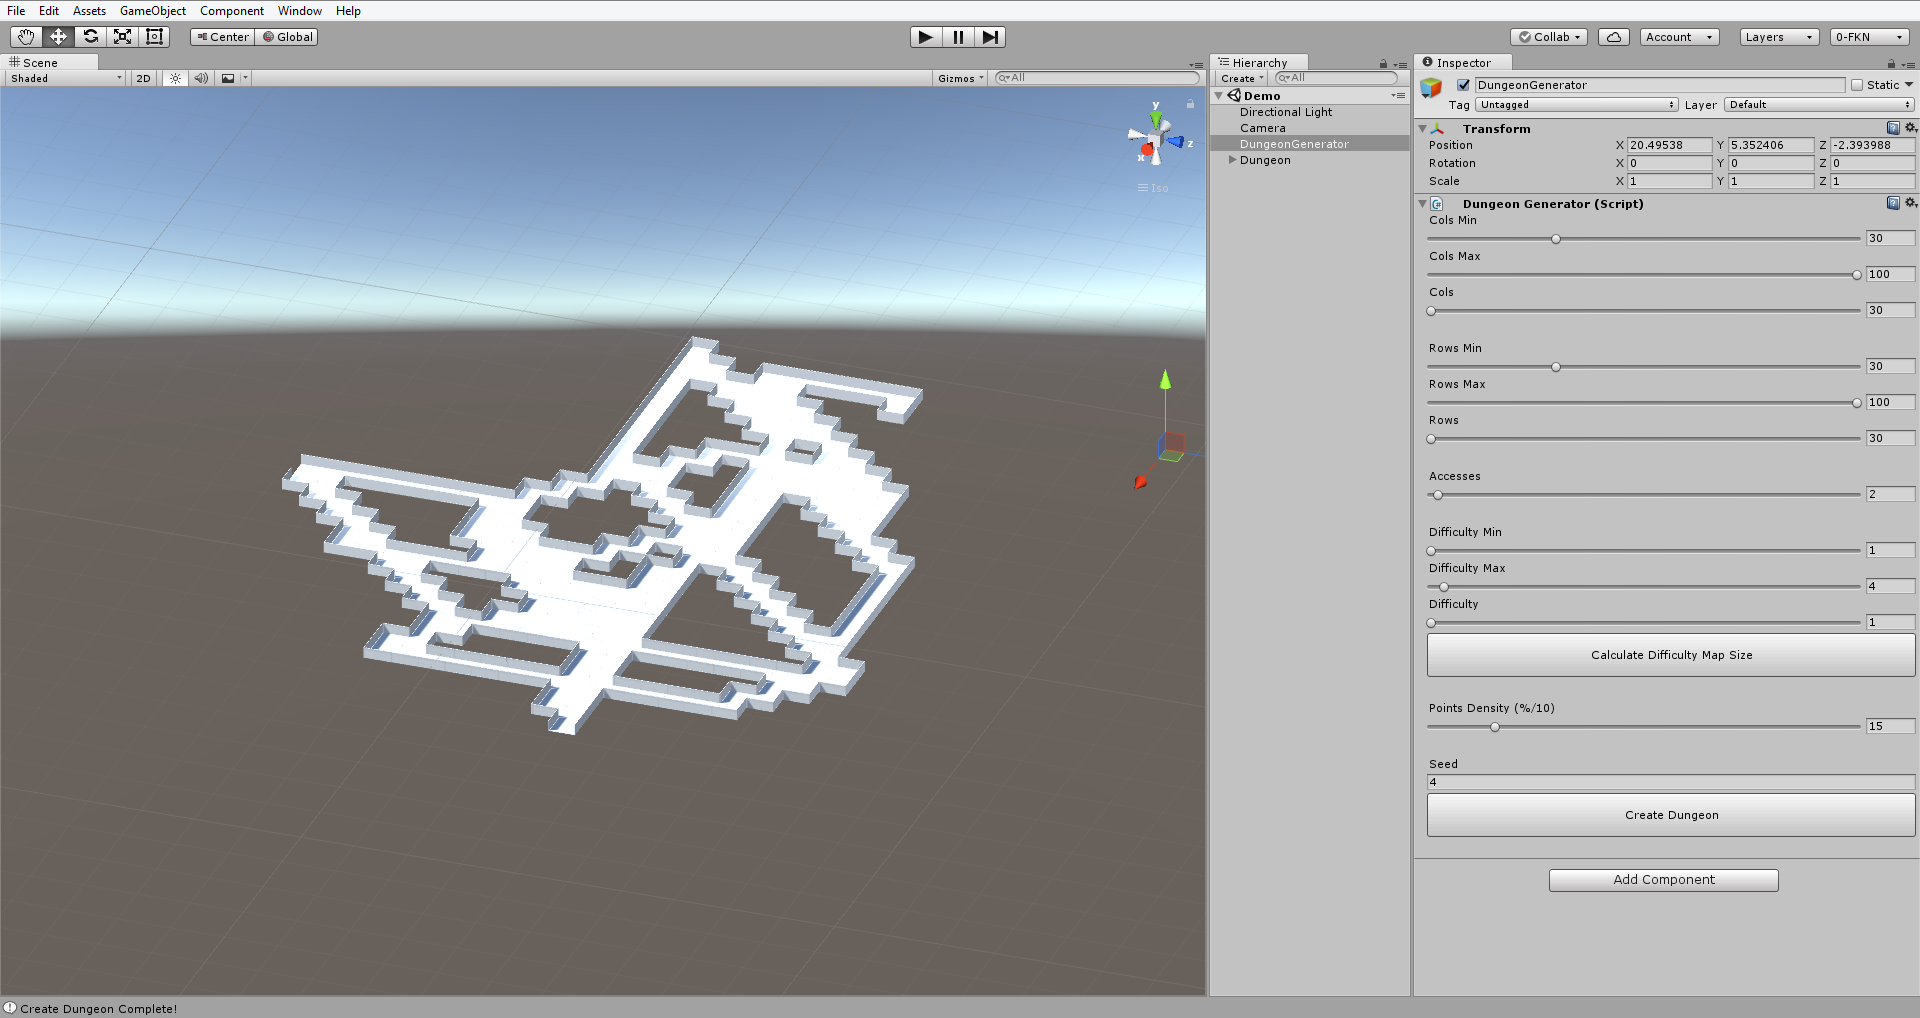 File Edit Assets GameObject Component Window Help
Center Global Collab Account Layers 0-FKN
Scene
Shaded 2D Gizmos All
y
z
x
Iso
Hierarchy
Create All
Demo
Directional Light
Camera
DungeonGenerator
Dungeon
Inspector
DungeonGenerator Static
Tag Untagged Layer Default
Transform
Position X 20.49538 Y 5.352406 Z -2.393988
Rotation X 0 Y 0 Z 0
Scale X 1 Y 1 Z 1
Dungeon Generator (Script)
Cols Min
30
Cols Max
100
Cols
30
Rows Min
30
Rows Max
100
Rows
30
Accesses
2
Difficulty Min
1
Difficulty Max
4
Difficulty
1
Calculate Difficulty Map Size
Points Density (%/10)
15
Seed
4
Create Dungeon
Add Component
Create Dungeon Complete!